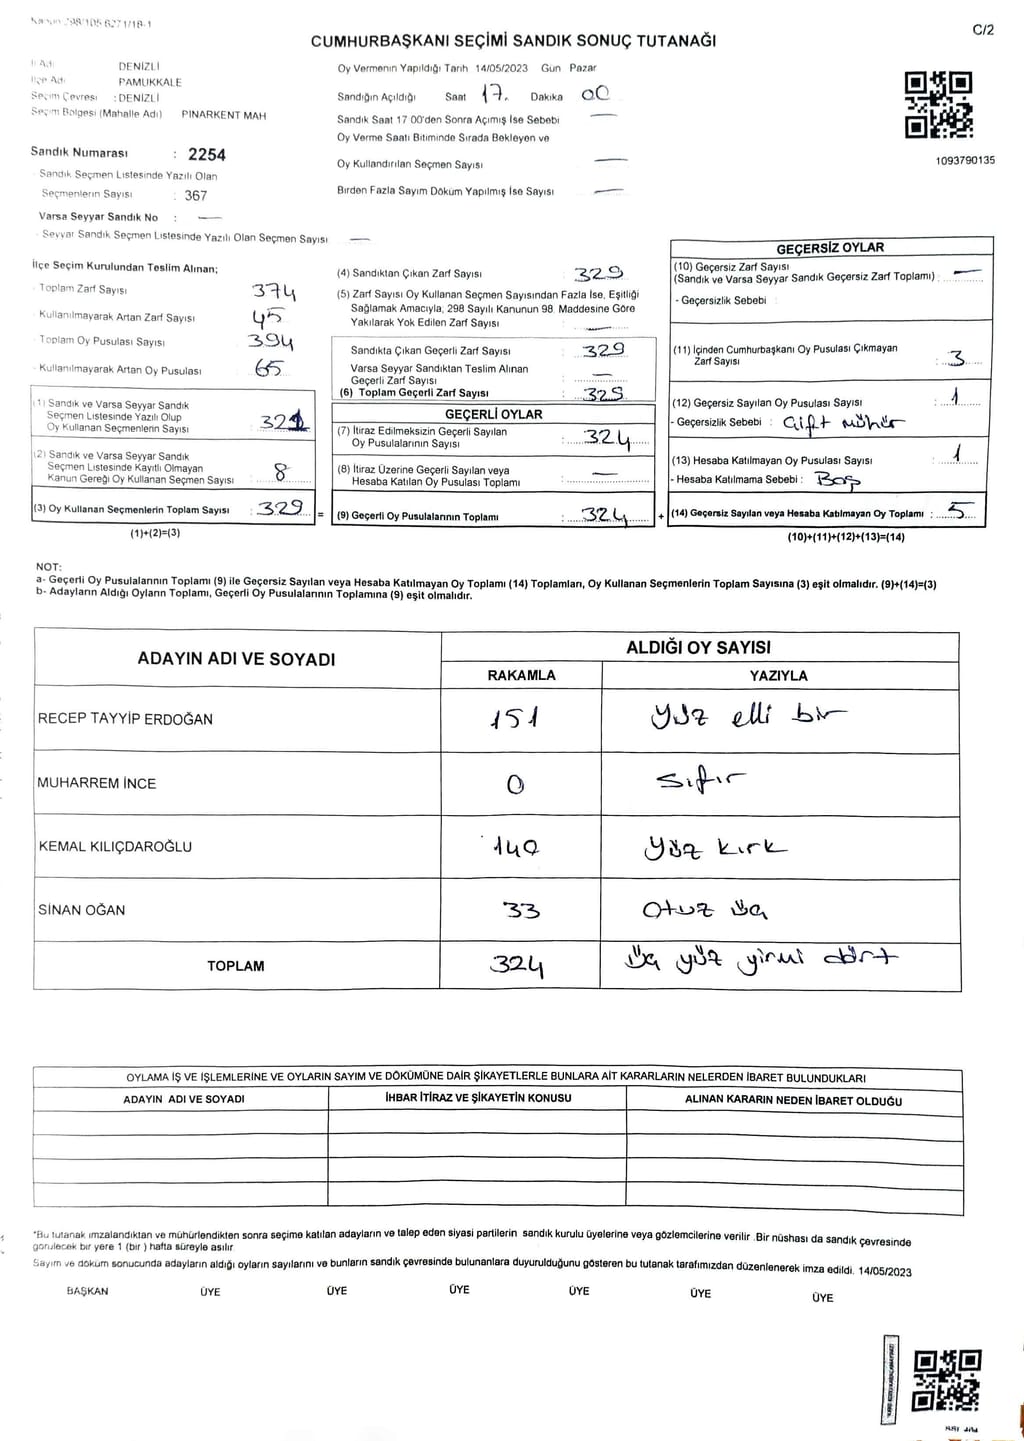 C/2
CUMHURBAŞKANI SEÇİMİ SANDIK SONUÇ TUTANAĞI
İl Adı DENİZLİ
İlçe Adı PAMUKKALE
Seçim Çevresi : DENİZLİ
Seçim Bölgesi (Mahalle Adı) PINARKENT MAH
Sandık Numarası : 2254
Sandık Seçmen Listesinde Yazılı Olan
Seçmenlerin Sayısı : 367
Varsa Seyyar Sandık No : —
- Seyyar Sandık Seçmen Listesinde Yazılı Olan Seçmen Sayısı —
Oy Vermenin Yapıldığı Tarih 14/05/2023 Gün Pazar
Sandığın Açıldığı Saat 17. Dakika 00
Sandık Saat 17 00'den Sonra Açımış İse Sebebi —
Oy Verme Saati Bitiminde Sırada Bekleyen ve
Oy Kullandırılan Seçmen Sayısı —
Birden Fazla Sayım Döküm Yapılmış İse Sayısı —
1093790135
İlçe Seçim Kurulundan Teslim Alınan;
- Toplam Zarf Sayısı 374
- Kullanılmayarak Artan Zarf Sayısı 45
- Toplam Oy Pusulası Sayısı 394
- Kullanılmayarak Artan Oy Pusulası 65
(1) Sandık ve Varsa Seyyar Sandık
Seçmen Listesinde Yazılı Olup
Oy Kullanan Seçmenlerin Sayısı : 321
(2) Sandık ve Varsa Seyyar Sandık
Seçmen Listesinde Kayıtlı Olmayan
Kanun Gereği Oy Kullanan Seçmen Sayısı : 8
(3) Oy Kullanan Seçmenlerin Toplam Sayısı : 329 =
(1)+(2)=(3)
(4) Sandıktan Çıkan Zarf Sayısı : 329
(5) Zarf Sayısı Oy Kullanan Seçmen Sayısından Fazla İse, Eşitliği
Sağlamak Amacıyla, 298 Sayılı Kanunun 98. Maddesine Göre
Yakılarak Yok Edilen Zarf Sayısı : —
Sandıkta Çıkan Geçerli Zarf Sayısı : 329
Varsa Seyyar Sandıktan Teslim Alınan
Geçerli Zarf Sayısı : —
(6) Toplam Geçerli Zarf Sayısı : 329
GEÇERLİ OYLAR
(7) İtiraz Edilmeksizin Geçerli Sayılan
Oy Pusulalarının Sayısı : 324
(8) İtiraz Üzerine Geçerli Sayılan veya
Hesaba Katılan Oy Pusulası Toplamı : —
(9) Geçerli Oy Pusulalarının Toplamı : 324 +
GEÇERSİZ OYLAR
(10) Geçersiz Zarf Sayısı
(Sandık ve Varsa Seyyar Sandık Geçersiz Zarf Toplamı) : —
- Geçersizlik Sebebi :
(11) İçinden Cumhurbaşkanı Oy Pusulası Çıkmayan
Zarf Sayısı : 3
(12) Geçersiz Sayılan Oy Pusulası Sayısı : 1
- Geçersizlik Sebebi : Çift mühür
(13) Hesaba Katılmayan Oy Pusulası Sayısı : 1
- Hesaba Katılmama Sebebi : Boş
(14) Geçersiz Sayılan veya Hesaba Katılmayan Oy Toplamı : 5
(10)+(11)+(12)+(13)=(14)
NOT:
a- Geçerli Oy Pusulalarının Toplamı (9) ile Geçersiz Sayılan veya Hesaba Katılmayan Oy Toplamı (14) Toplamları, Oy Kullanan Seçmenlerin Toplam Sayısına (3) eşit olmalıdır. (9)+(14)=(3)
b- Adayların Aldığı Oyların Toplamı, Geçerli Oy Pusulalarının Toplamına (9) eşit olmalıdır.
ADAYIN ADI VE SOYADI ALDIĞI OY SAYISI
RAKAMLA YAZIYLA
RECEP TAYYİP ERDOĞAN 151 yüz elli bir
MUHARREM İNCE 0 sıfır
KEMAL KILIÇDAROĞLU 140 yüz kırk
SİNAN OĞAN 33 otuz üç
TOPLAM 324 üç yüz yirmi dört
OYLAMA İŞ VE İŞLEMLERİNE VE OYLARIN SAYIM VE DÖKÜMÜNE DAİR ŞİKAYETLERLE BUNLARA AİT KARARLARIN NELERDEN İBARET BULUNDUKLARI
ADAYIN ADI VE SOYADI İHBAR İTİRAZ VE ŞİKAYETİN KONUSU ALINAN KARARIN NEDEN İBARET OLDUĞU
*Bu tutanak imzalandıktan ve mühürlendikten sonra seçime katılan adayların ve talep eden siyasi partilerin sandık kurulu üyelerine veya gözlemcilerine verilir .Bir nüshası da sandık çevresinde
görülecek bir yere 1 (bir ) hafta süreyle asılır
Sayım ve döküm sonucunda adayların aldığı oyların sayılarını ve bunların sandık çevresinde bulunanlara duyurulduğunu gösteren bu tutanak tarafımızdan düzenlenerek imza edildi. 14/05/2023
BAŞKAN ÜYE ÜYE ÜYE ÜYE ÜYE ÜYE